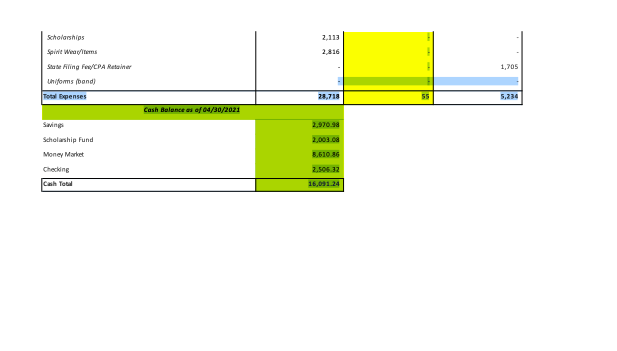 Scholarships 2,113 - -
Spirit Wear/Items 2,816 - -
State Filing Fee/CPA Retainer - - 1,705
Uniforms (band) - - -
Total Expenses 28,718 55 5,234
Cash Balance as of 04/30/2021
Savings 2,970.98
Scholarship Fund 2,003.08
Money Market 8,610.86
Checking 2,506.32
Cash Total 16,091.24